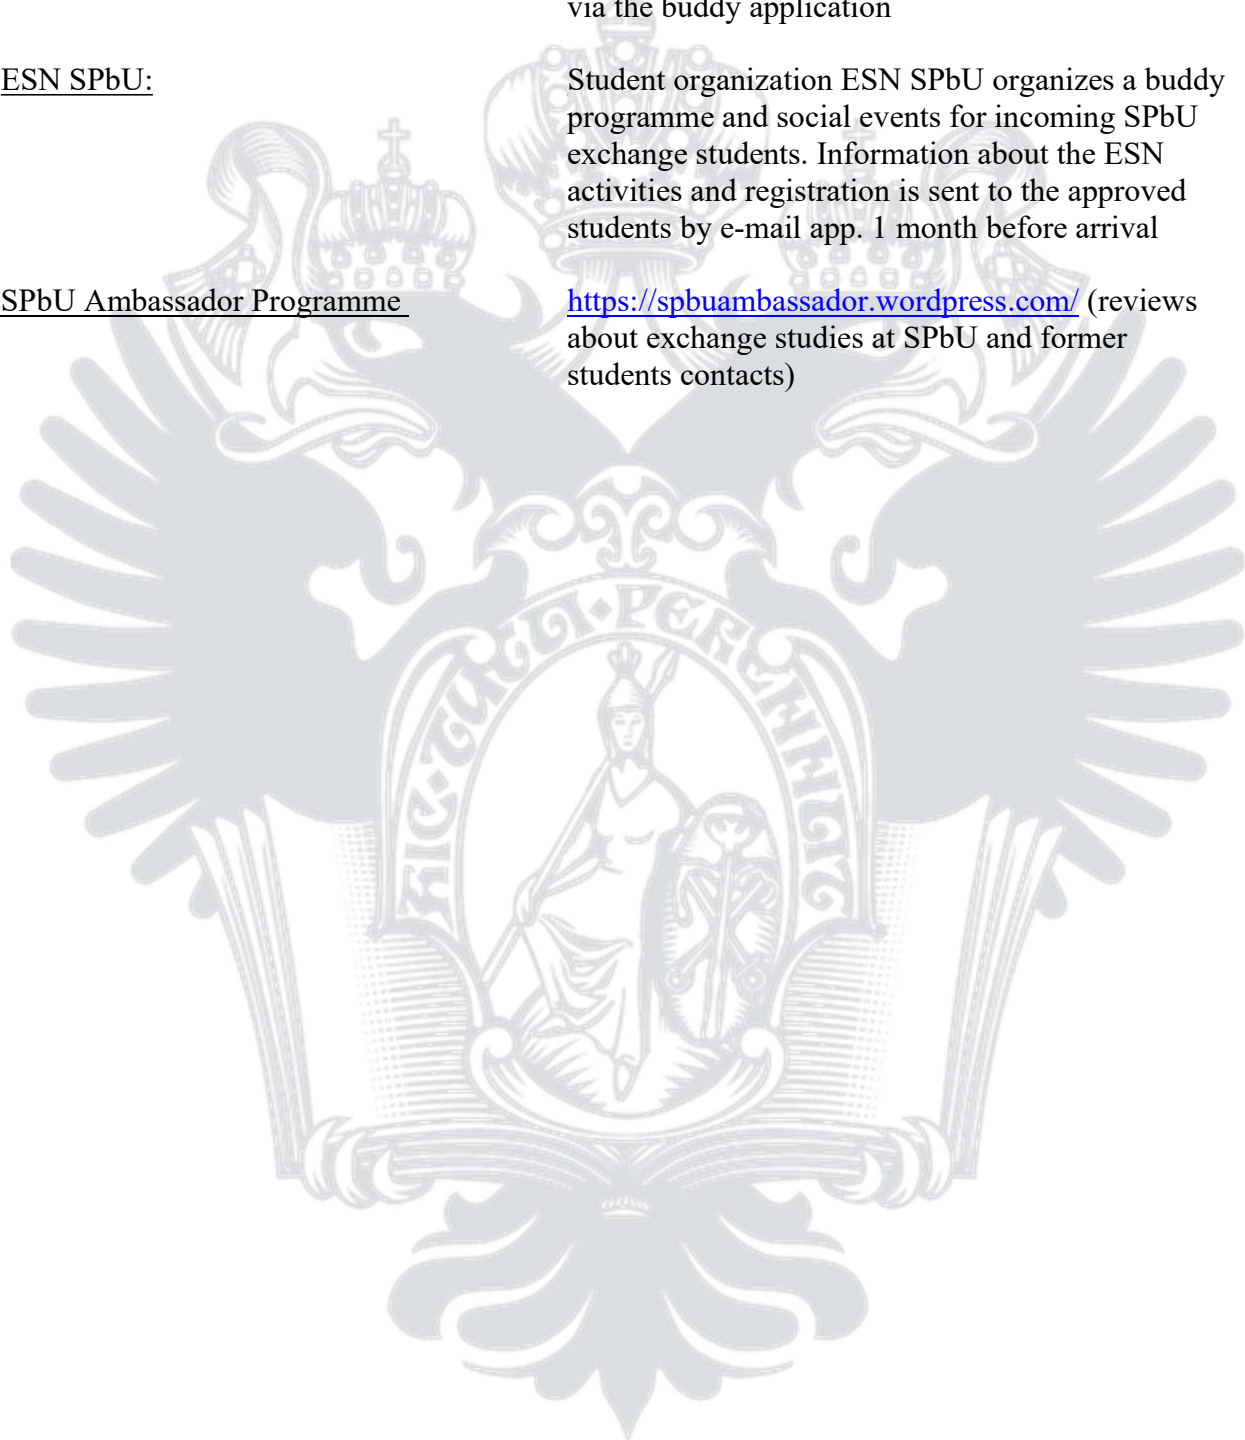 via the buddy application
ESN SPbU:
Student organization ESN SPbU organizes a buddy
programme and social events for incoming SPbU
exchange students. Information about the ESN
activities and registration is sent to the approved
students by e-mail app. 1 month before arrival
SPbU Ambassador Programme
https://spbuambassador.wordpress.com/ (reviews
about exchange studies at SPbU and former
students contacts)
HIC·TUTA·PERENNAT